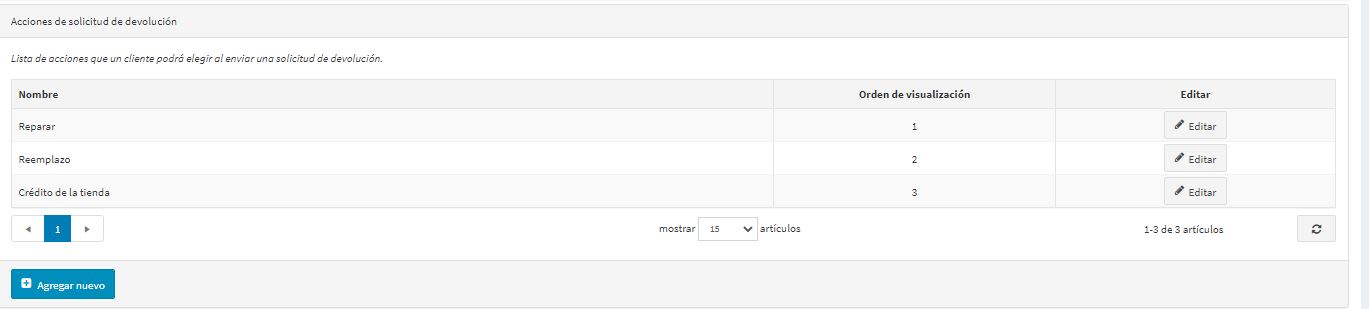 Acciones de solicitud de devolución
Lista de acciones que un cliente podrá elegir al enviar una solicitud de devolución.
Nombre Orden de visualización Editar
Reparar 1 Editar
Reemplazo 2 Editar
Crédito de la tienda 3 Editar
1 mostrar 15 artículos 1-3 de 3 artículos
Agregar nuevo